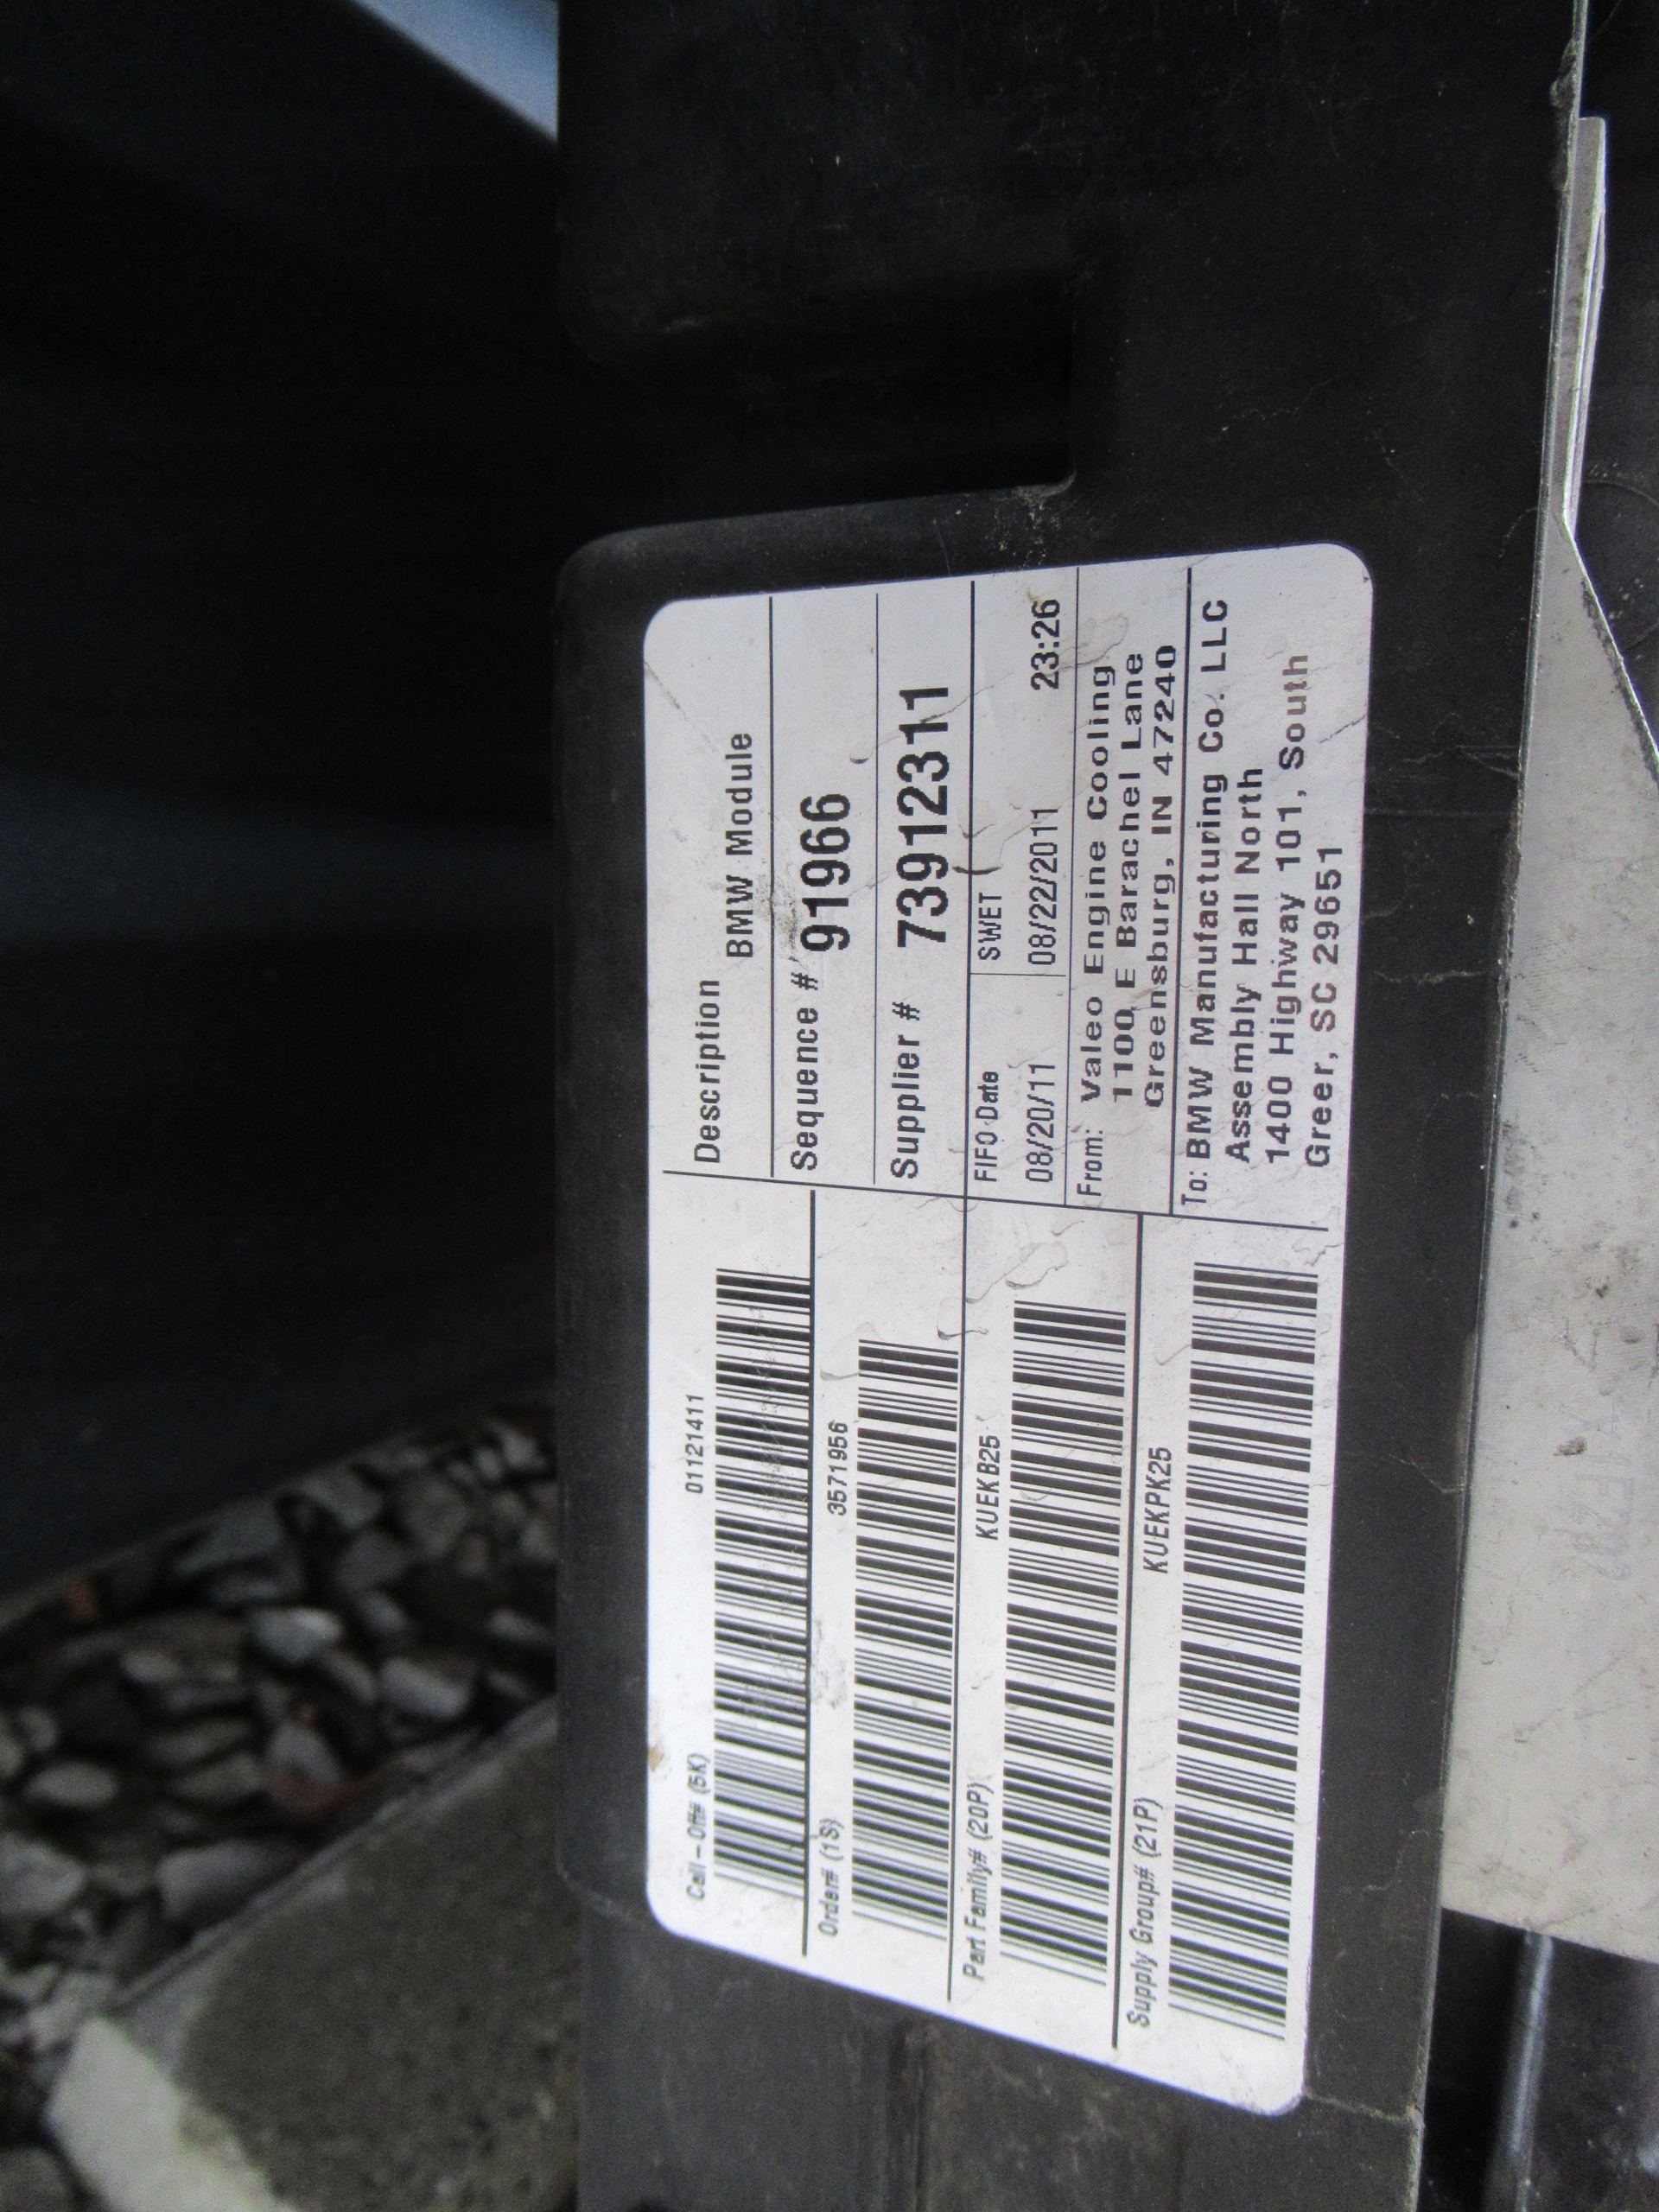 Call-Off# (5K)
01121411
Order# (1S)
3571956
Part Family# (20P)
KUEKB25
Supply Group# (21P)
KUEKPK25
Description
BMW Module
Sequence #
91966
Supplier #
73912311
FIFO Date
SWET
08/20/11
08/22/2011
23:26
From: Valeo Engine Cooling
1100 E Barachel Lane
Greensburg, IN 47240
To: BMW Manufacturing Co. LLC
Assembly Hall North
1400 Highway 101, South
Greer, SC 29651